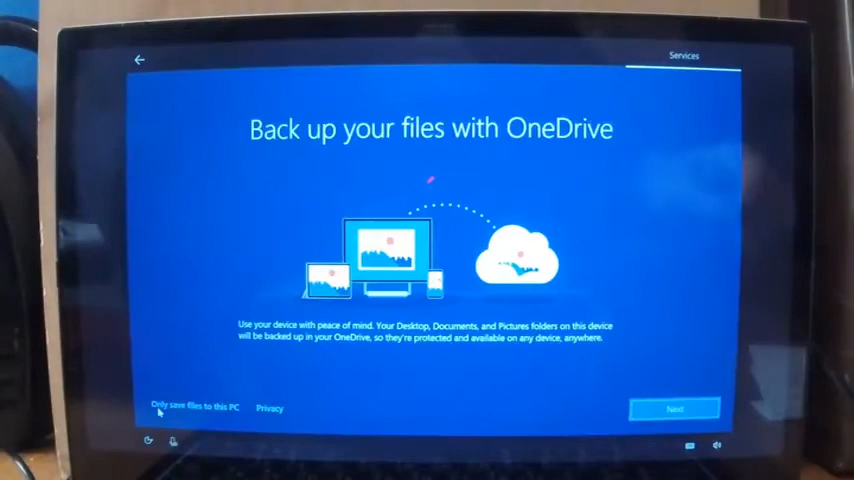 Services
Back up your files with OneDrive
Use your device with peace of mind. Your Desktop, Documents, and Pictures folders on this device
will be backed up in your OneDrive, so they're protected and available on any device, anywhere.
Only save files to this PC
Privacy
Next